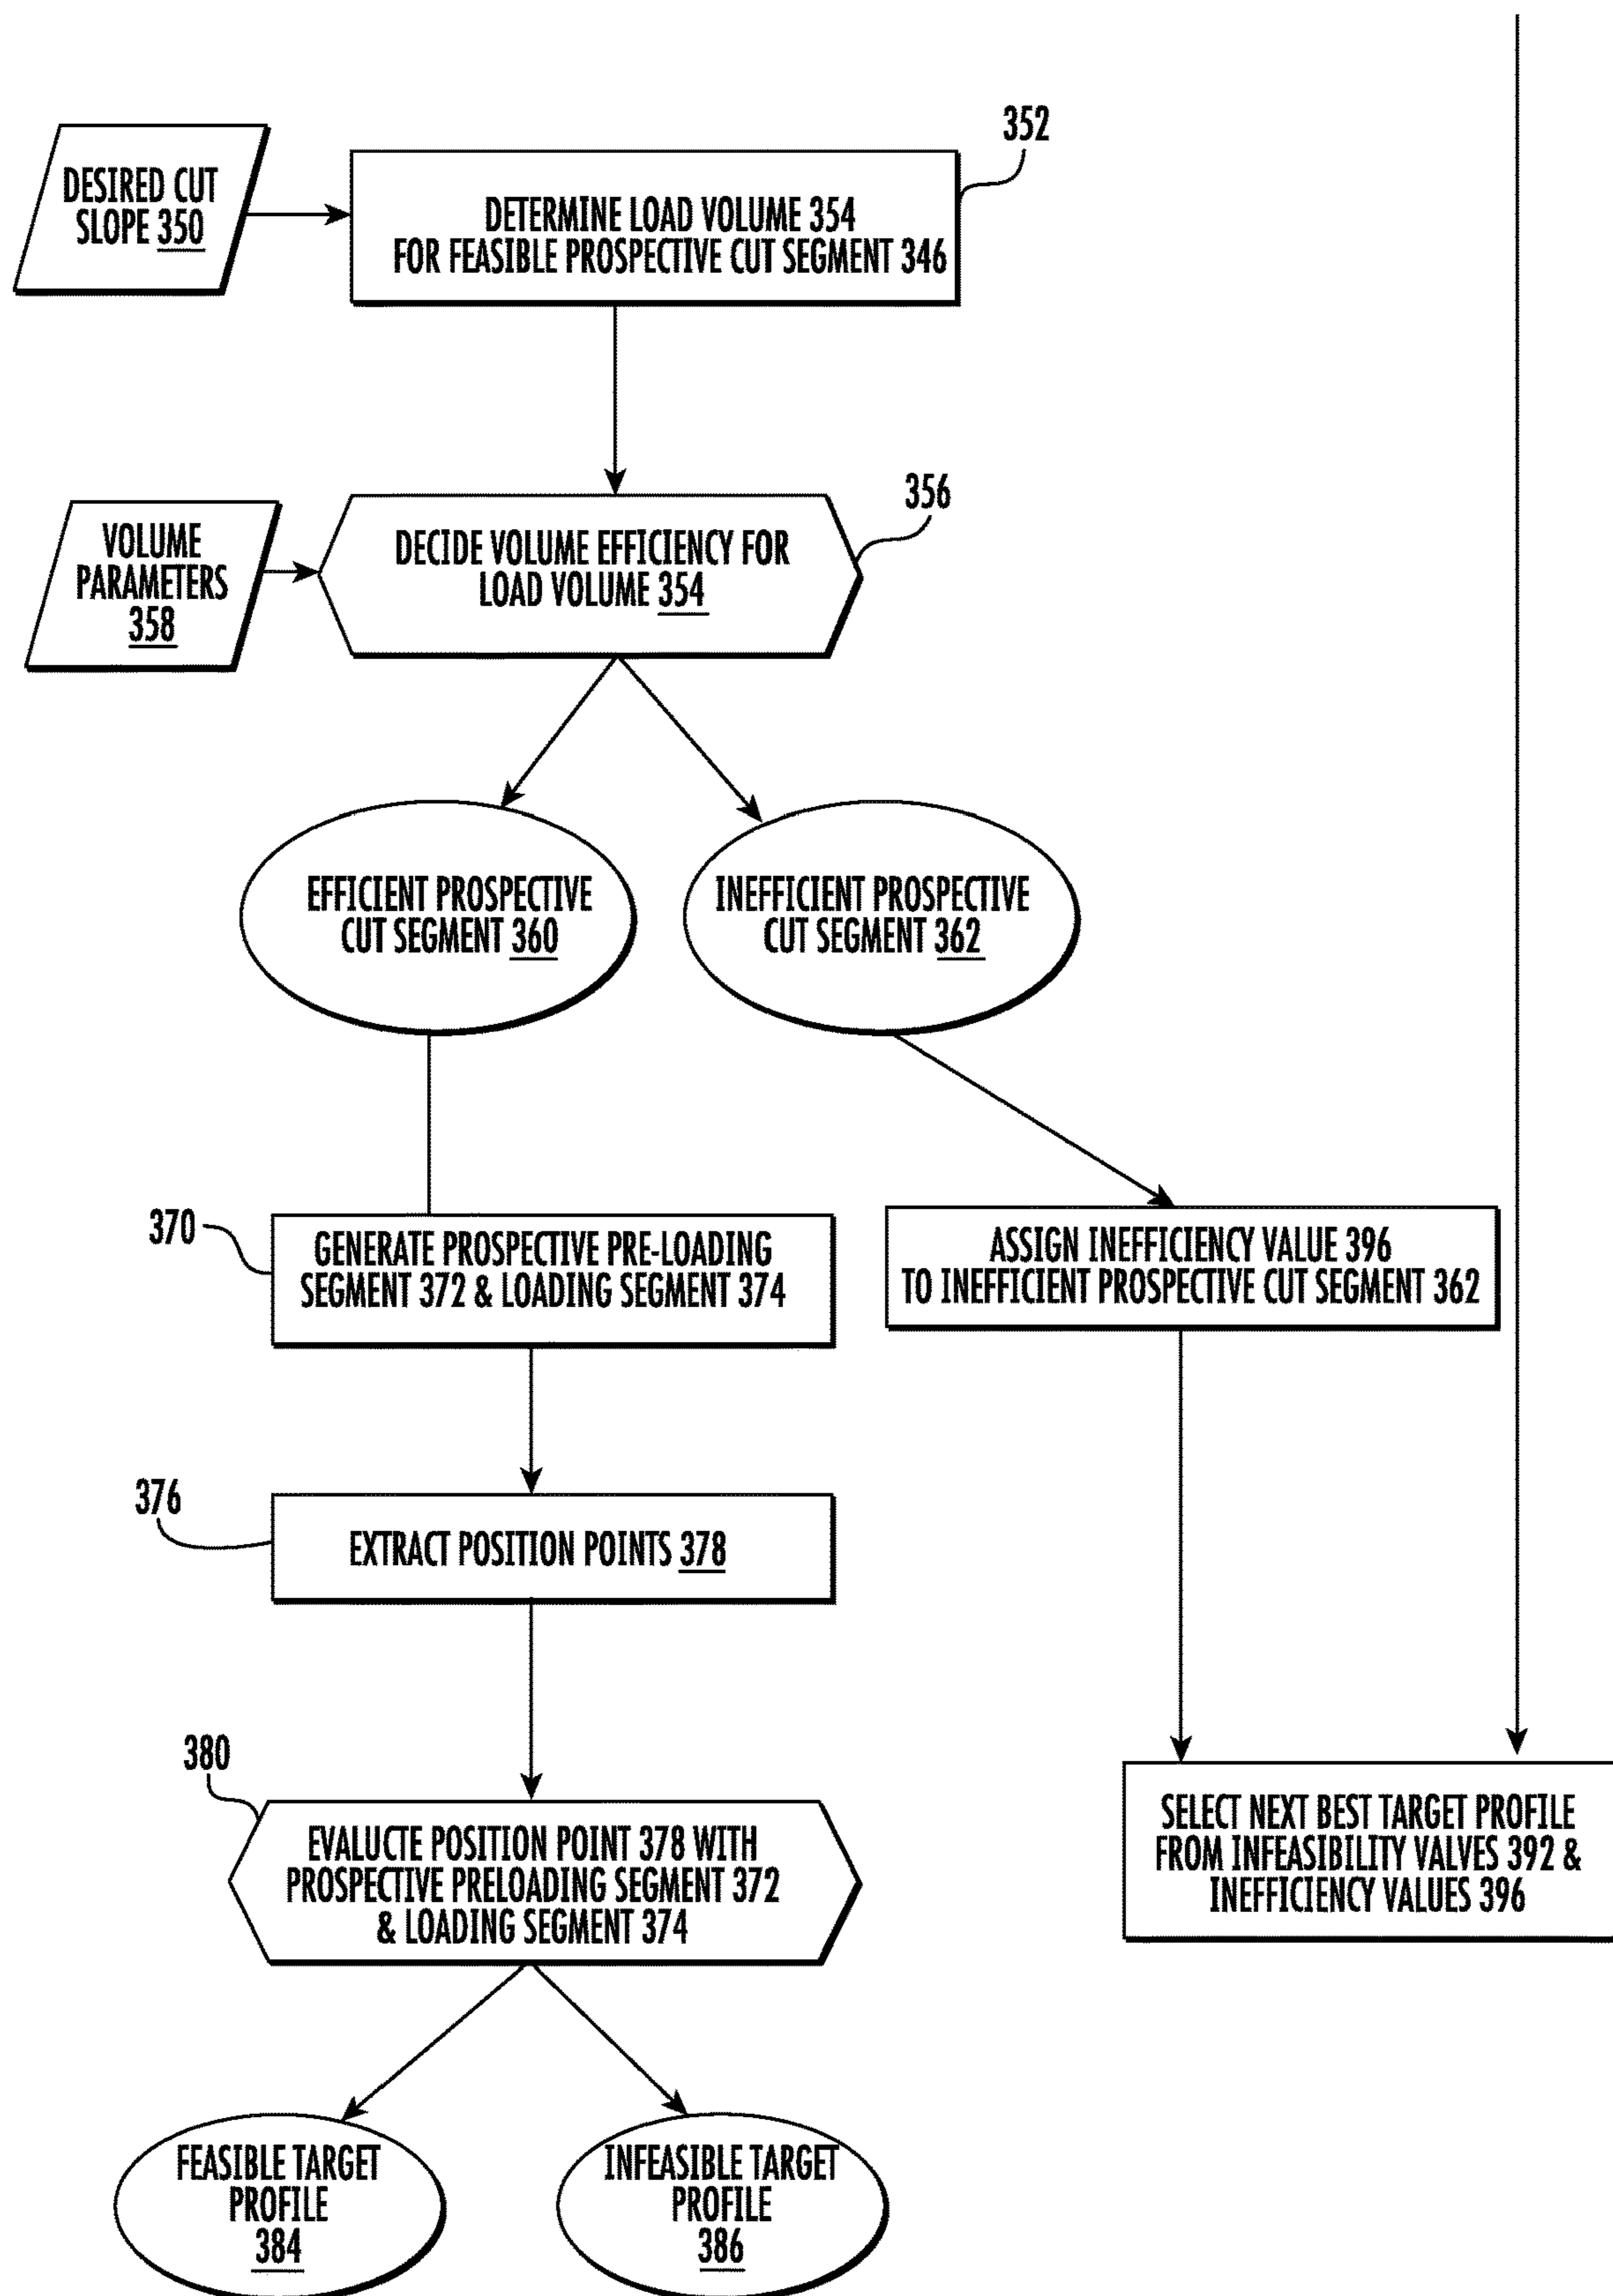 352
DESIRED CUT
SLOPE 350
DETERMINE LOAD VOLUME 354
FOR FEASIBLE PROSPECTIVE CUT SEGMENT 346
356
VOLUME
PARAMETERS
358
DECIDE VOLUME EFFICIENCY FOR
LOAD VOLUME 354
EFFICIENT PROSPECTIVE
CUT SEGMENT 360
INEFFICIENT PROSPECTIVE
CUT SEGMENT 362
370
GENERATE PROSPECTIVE PRE-LOADING
SEGMENT 372 & LOADING SEGMENT 374
ASSIGN INEFFICIENCY VALUE 396
TO INEFFICIENT PROSPECTIVE CUT SEGMENT 362
376
EXTRACT POSITION POINTS 378
380
EVALUCTE POSITION POINT 378 WITH
PROSPECTIVE PRELOADING SEGMENT 372
& LOADING SEGMENT 374
SELECT NEXT BEST TARGET PROFILE
FROM INFEASIBILITY VALVES 392 &
INEFFICIENCY VALUES 396
FEASIBLE TARGET
PROFILE
384
INFEASIBLE TARGET
PROFILE
386